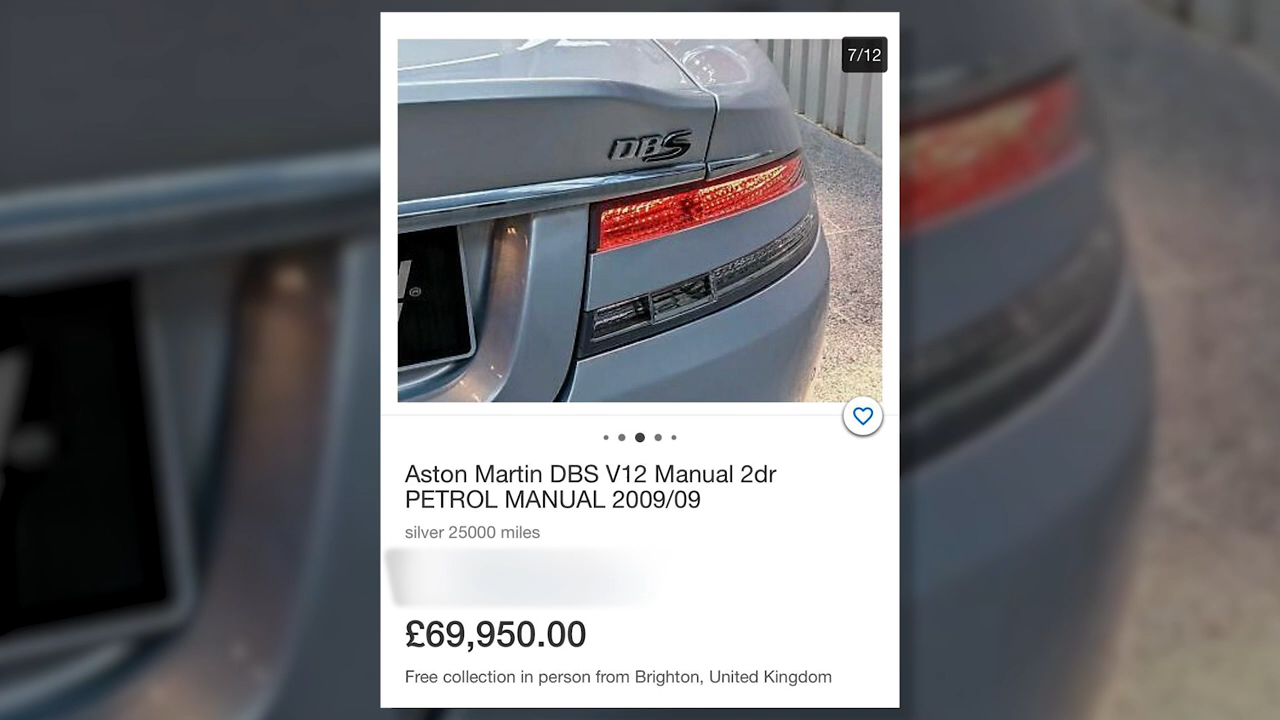 7/12
DBS
Aston Martin DBS V12 Manual 2dr
PETROL MANUAL 2009/09
silver 25000 miles
£69,950.00
Free collection in person from Brighton, United Kingdom